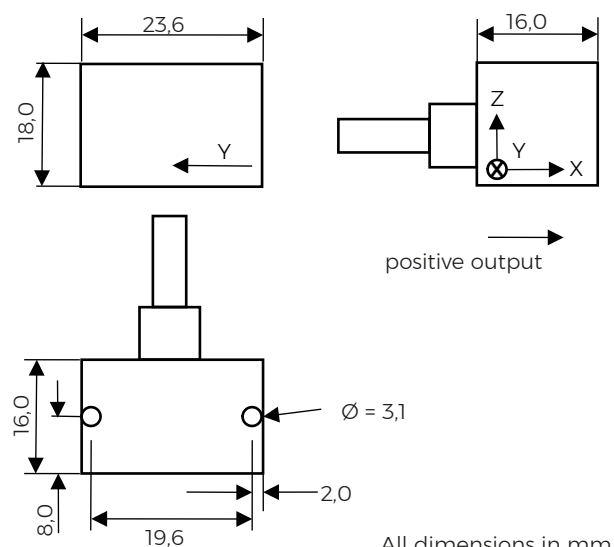 23,6
16,0
18,0
Y
Z
Y
X
positive output
16,0
Ø = 3,1
8,0
2,0
19,6
All dimensions in mm